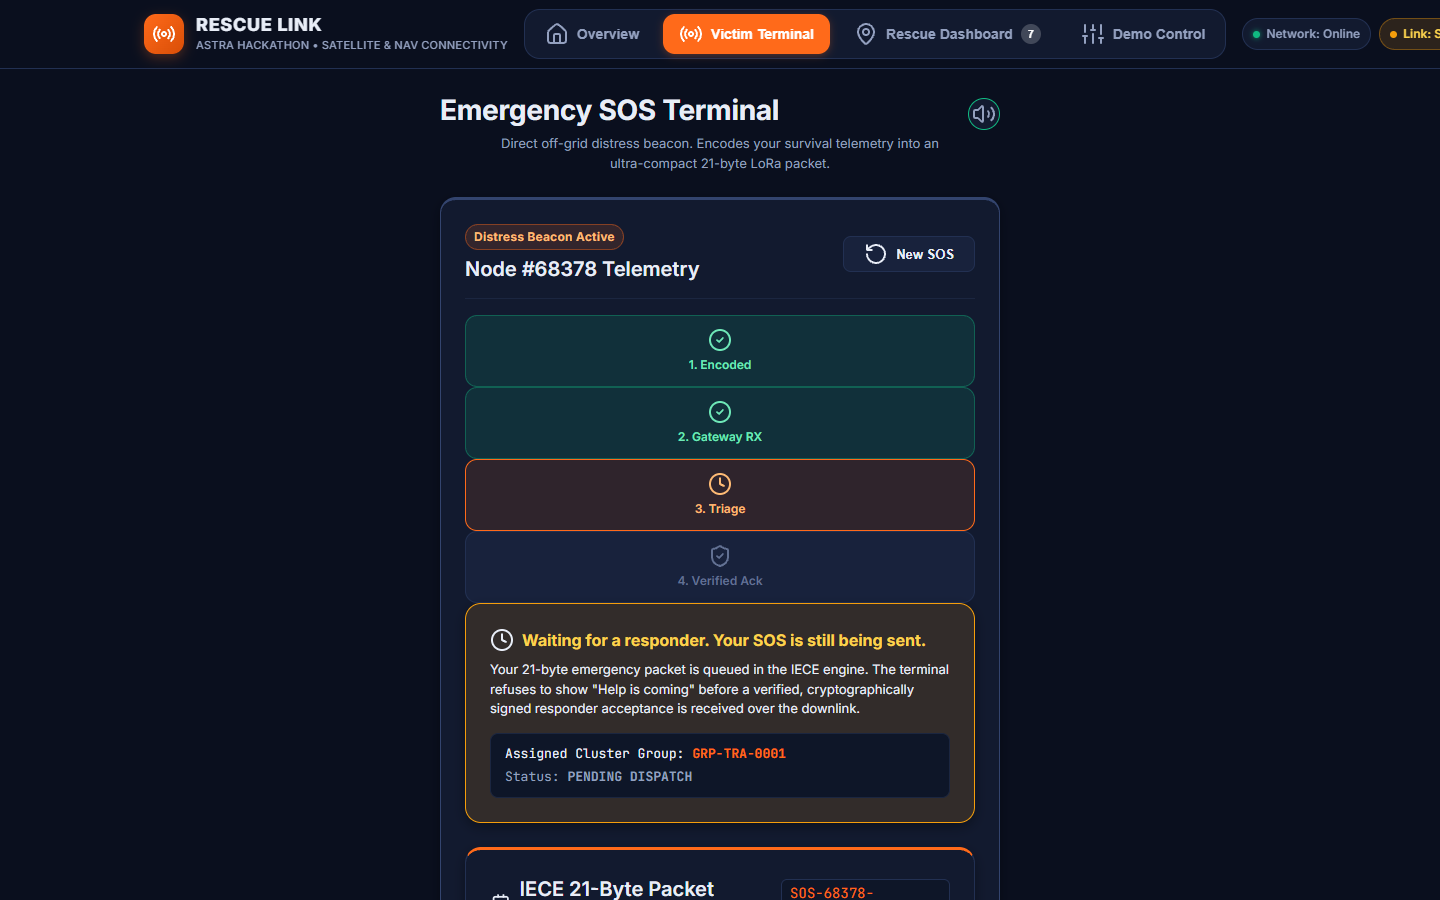 RESCUE LINK
ASTRA HACKATHON • SATELLITE & NAV CONNECTIVITY
Overview
Victim Terminal
Rescue Dashboard 7
Demo Control
Network: Online
Link: S
Emergency SOS Terminal
Direct off-grid distress beacon. Encodes your survival telemetry into an
ultra-compact 21-byte LoRa packet.
Distress Beacon Active
Node #68378 Telemetry
New SOS
1. Encoded
2. Gateway RX
3. Triage
4. Verified Ack
Waiting for a responder. Your SOS is still being sent.
Your 21-byte emergency packet is queued in the IECE engine. The terminal
refuses to show "Help is coming" before a verified, cryptographically
signed responder acceptance is received over the downlink.
Assigned Cluster Group: GRP-TRA-0001
Status: PENDING DISPATCH
IECE 21-Byte Packet
SOS-68378-